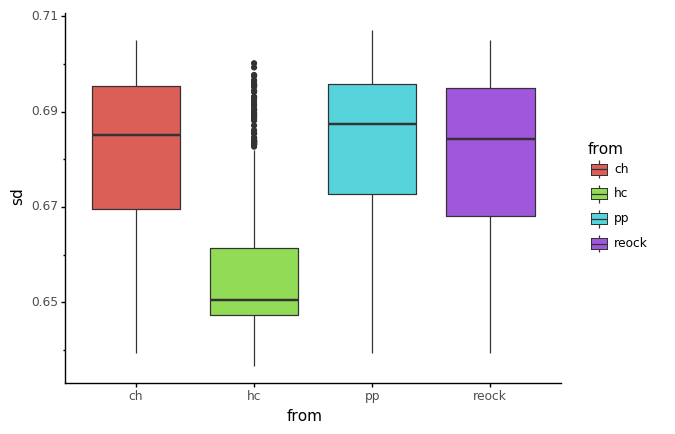 0.71
0.69
0.67
0.65
sd
ch
hc
pp
reock
from
from
ch
hc
pp
reock